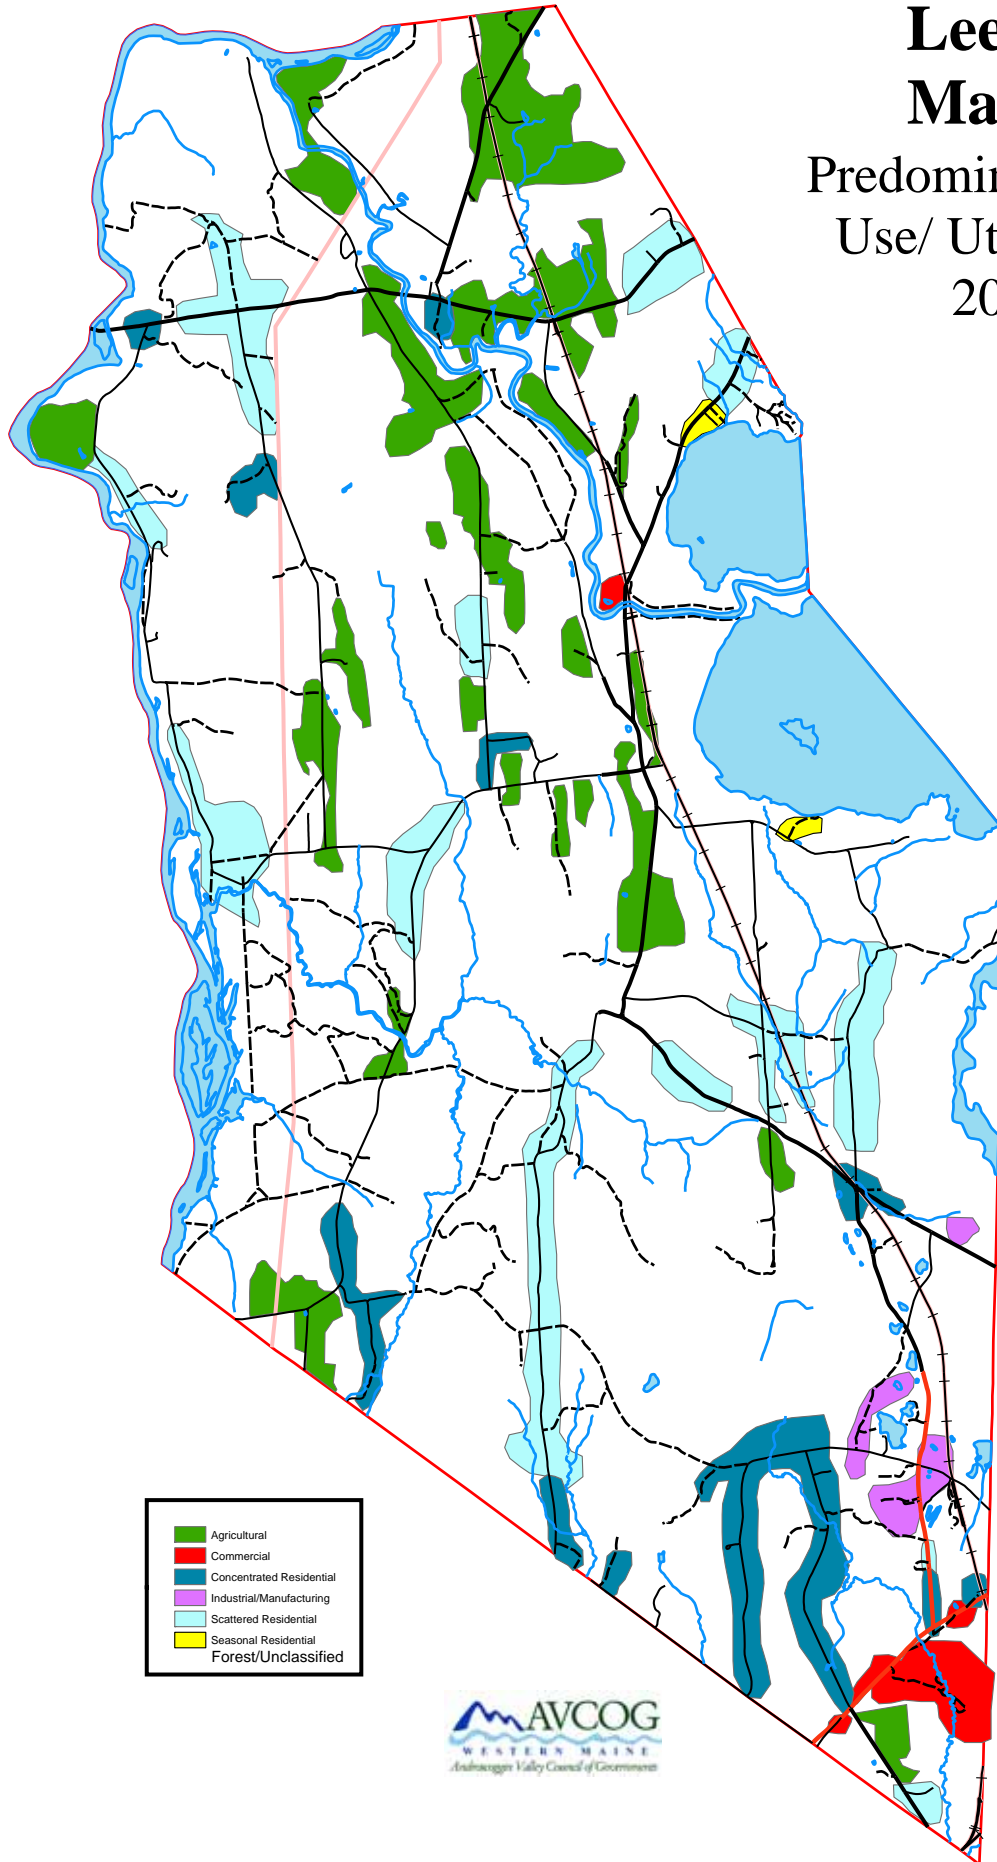 Lee
Ma
Predomin
Use/ Ut
20
Agricultural
Commercial
Concentrated Residential
Industrial/Manufacturing
Scattered Residential
Seasonal Residential
Forest/Unclassified
AVCOG
WESTERN MAINE
Androscoggin Valley Council of Governments